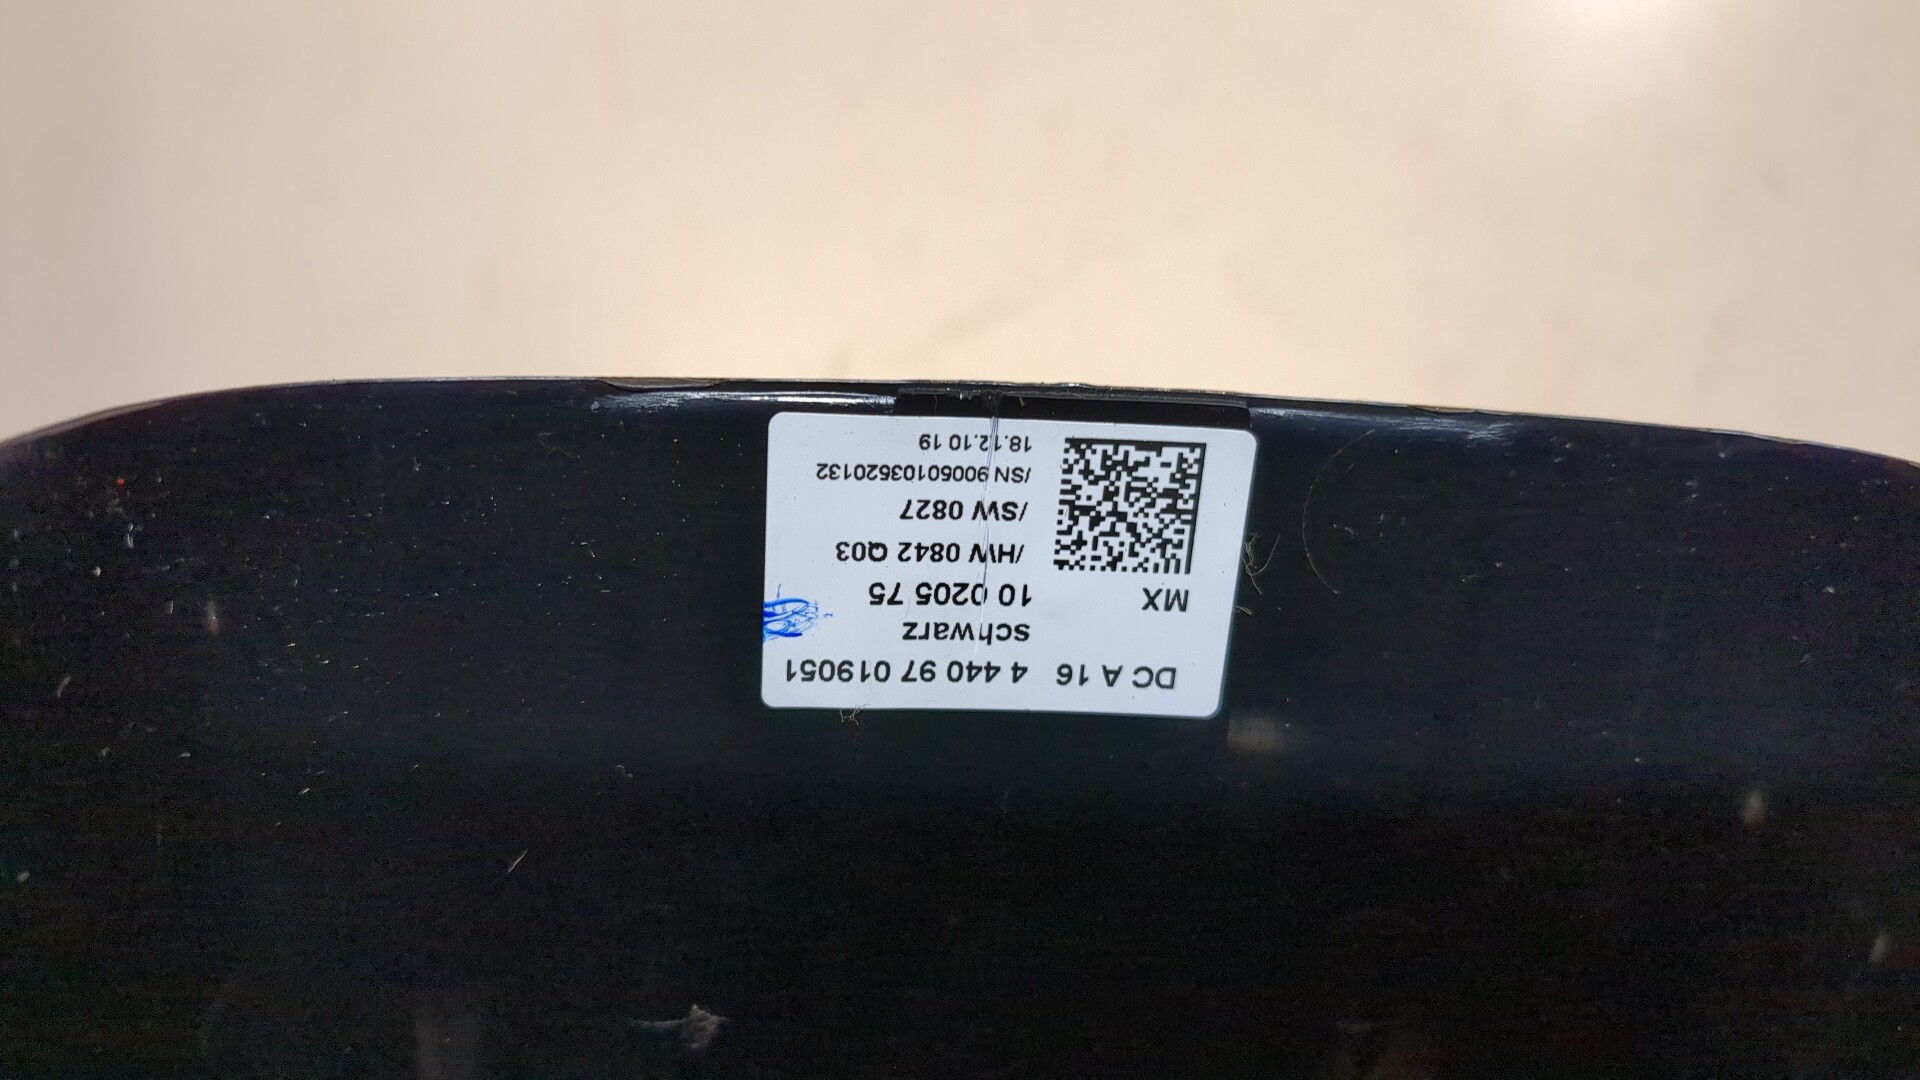 DC A 16 4 440 97 019051
schwarz
10 0205 75
MX
/HW 0842 Q03
/SW 0827
/SN 90050103520132
18.12.10 19